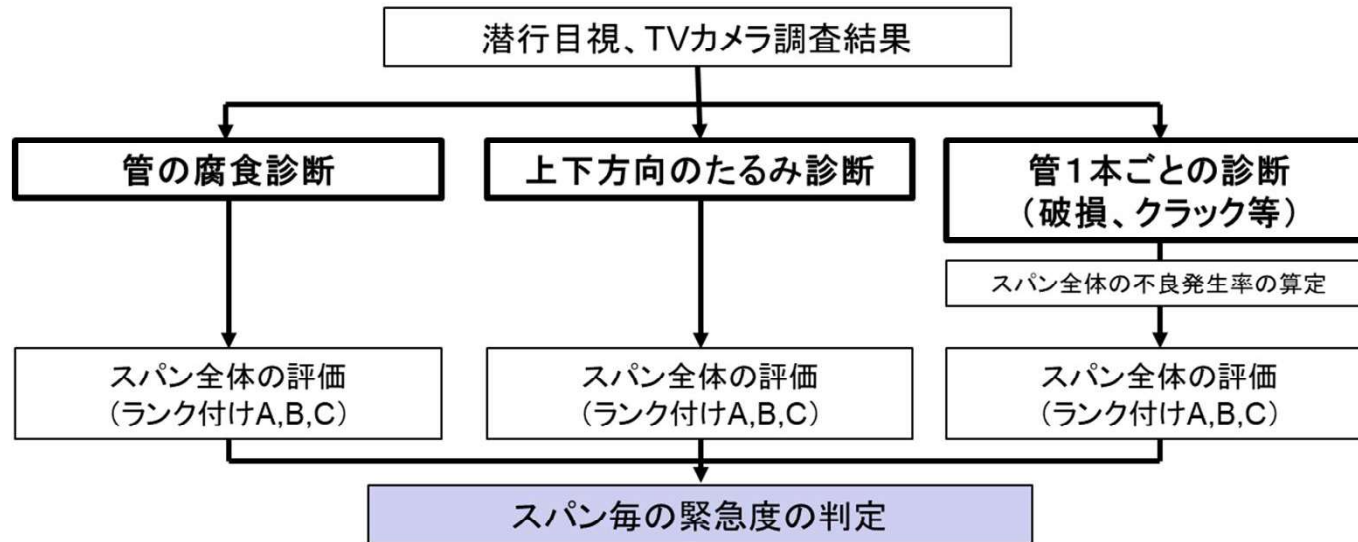 潜行目視、TVカメラ調査結果
管の腐食診断
上下方向のたるみ診断
管1本ごとの診断
（破損、クラック等）
スパン全体の不良発生率の算定
スパン全体の評価
（ランク付けA,B,C）
スパン全体の評価
（ランク付けA,B,C）
スパン全体の評価
（ランク付けA,B,C）
スパン毎の緊急度の判定